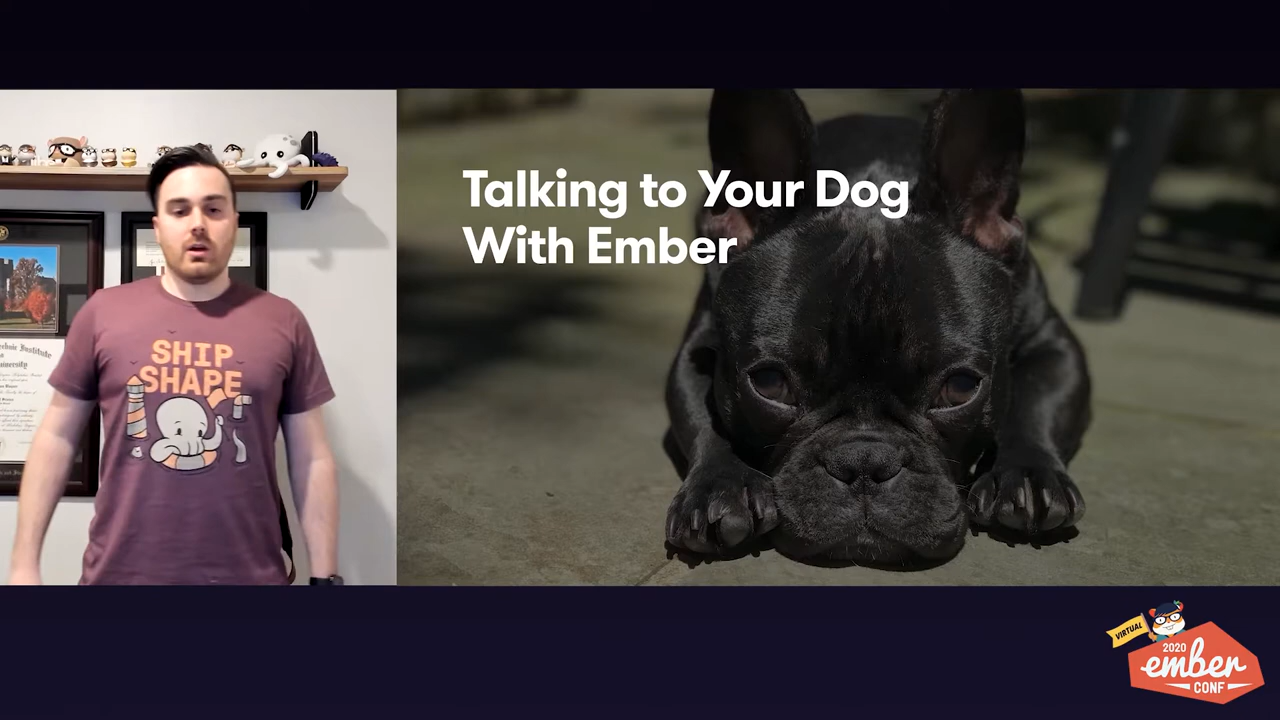 SHIP
SHAPE
Talking to Your Dog
With Ember
VIRTUAL
2020
ember
CONF